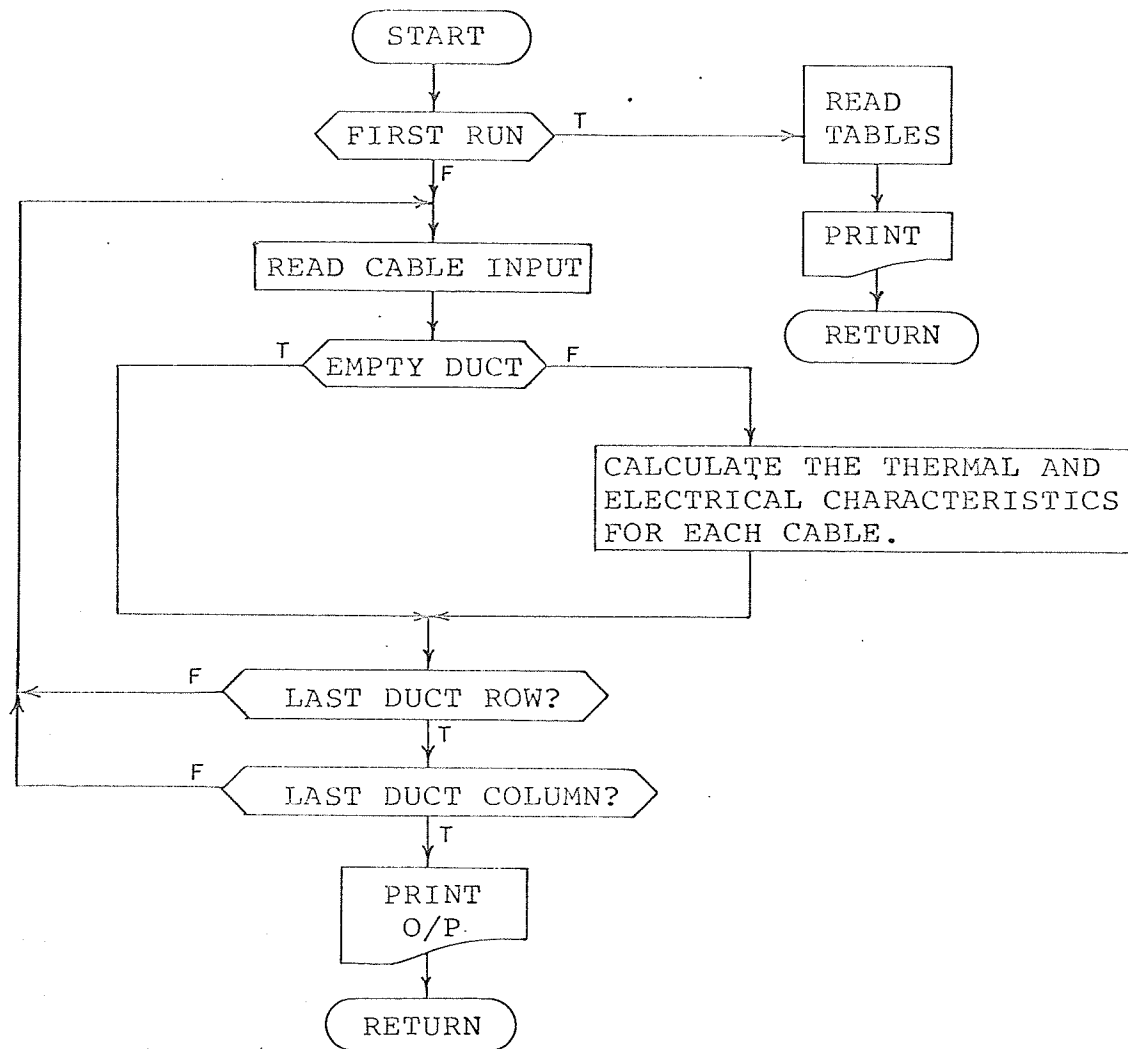 START
FIRST RUN
T
READ
TABLES
F
PRINT
READ CABLE INPUT
RETURN
T
EMPTY DUCT
F
CALCULATE THE THERMAL AND
ELECTRICAL CHARACTERISTICS
FOR EACH CABLE.
F
LAST DUCT ROW?
T
F
LAST DUCT COLUMN?
T
PRINT
O/P
RETURN